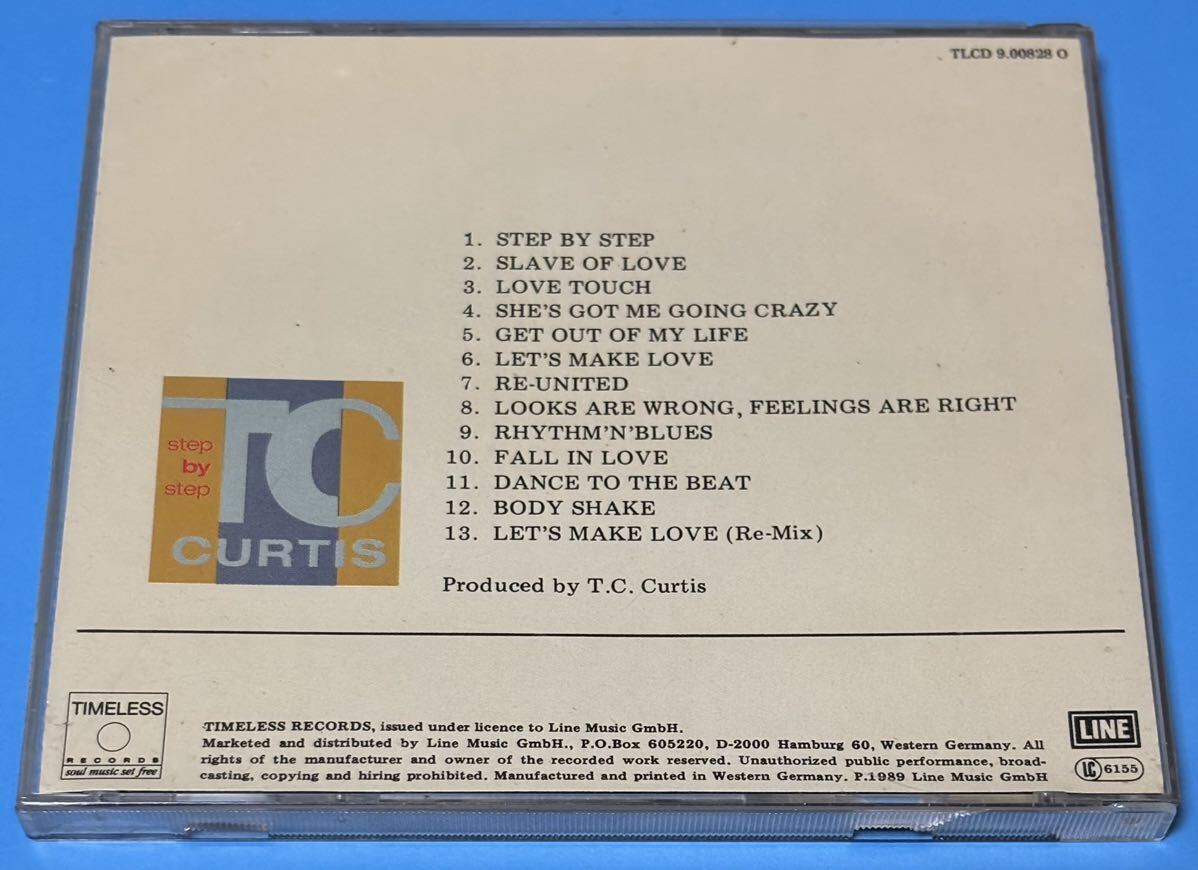 TLCD 9.00828 O
1. STEP BY STEP
2. SLAVE OF LOVE
3. LOVE TOUCH
4. SHE'S GOT ME GOING CRAZY
5. GET OUT OF MY LIFE
6. LET'S MAKE LOVE
7. RE-UNITED
8. LOOKS ARE WRONG, FEELINGS ARE RIGHT
9. RHYTHM'N'BLUES
10. FALL IN LOVE
11. DANCE TO THE BEAT
12. BODY SHAKE
13. LET'S MAKE LOVE (Re-Mix)
Produced by T.C. Curtis
TC
step
by
step
CURTIS
TIMELESS
RECORDS
soul music set free
TIMELESS RECORDS, issued under licence to Line Music GmbH.
Marketed and distributed by Line Music GmbH., P.O.Box 605220, D-2000 Hamburg 60, Western Germany. All
rights of the manufacturer and owner of the recorded work reserved. Unauthorized public performance, broad-
casting, copying and hiring prohibited. Manufactured and printed in Western Germany. P.1989 Line Music GmbH
LINE
LC 6155